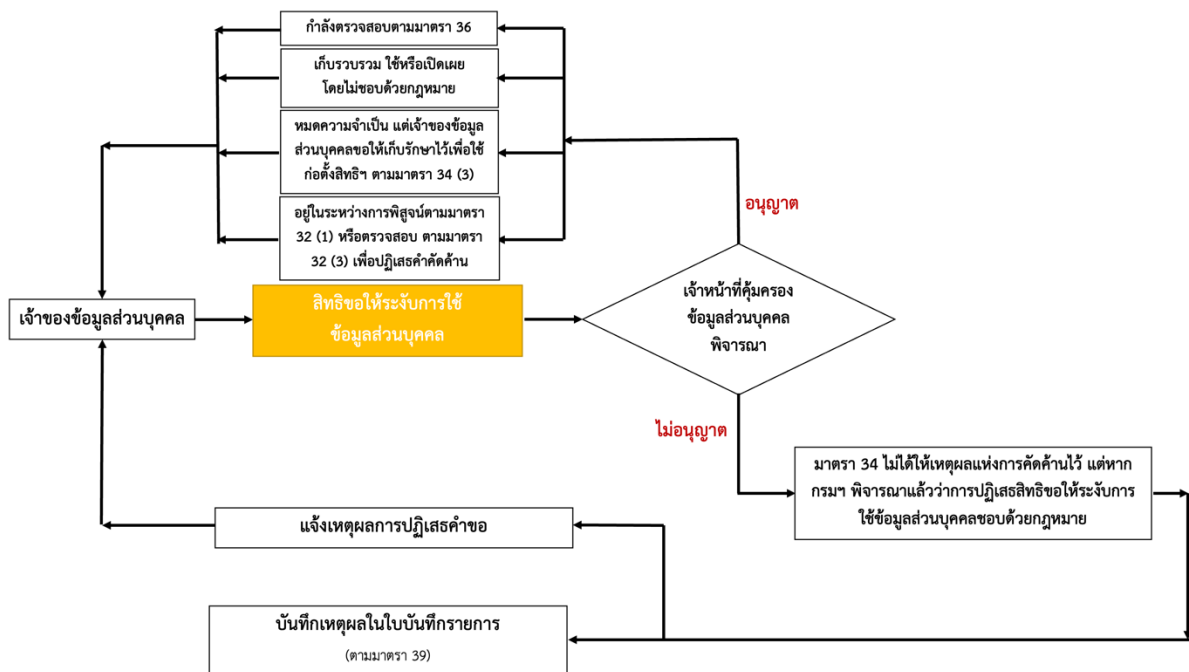 กำลังตรวจสอบตามมาตรา 36
เก็บรวบรวม ใช้หรือเปิดเผย
โดยไม่ชอบด้วยกฎหมาย
หมดความจำเป็น แต่เจ้าของข้อมูล
ส่วนบุคคลขอให้เก็บรักษาไว้เพื่อใช้
ก่อตั้งสิทธิฯ ตามมาตรา 34 (3)
อยู่ในระหว่างการพิสูจน์ตามมาตรา
32 (1) หรือตรวจสอบ ตามมาตรา
32 (3) เพื่อปฏิเสธคำคัดค้าน
อนุญาต
เจ้าของข้อมูลส่วนบุคคล
สิทธิขอให้ระงับการใช้
ข้อมูลส่วนบุคคล
เจ้าหน้าที่คุ้มครอง
ข้อมูลส่วนบุคคล
พิจารณา
ไม่อนุญาต
มาตรา 34 ไม่ได้ให้เหตุผลแห่งการคัดค้านไว้ แต่หาก
กรมฯ พิจารณาแล้วว่าการปฏิเสธสิทธิขอให้ระงับการ
ใช้ข้อมูลส่วนบุคคลชอบด้วยกฎหมาย
แจ้งเหตุผลการปฏิเสธคำขอ
บันทึกเหตุผลในใบบันทึกรายการ
(ตามมาตรา 39)